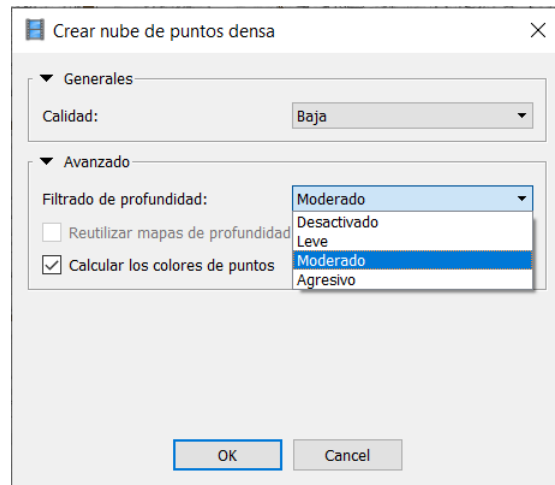 Crear nube de puntos densa
Generales
Calidad: Baja
Avanzado
Filtrado de profundidad: Moderado
Desactivado
Reutilizar mapas de profundidad
Leve
Moderado
Calcular los colores de puntos
Agresivo
OK Cancel